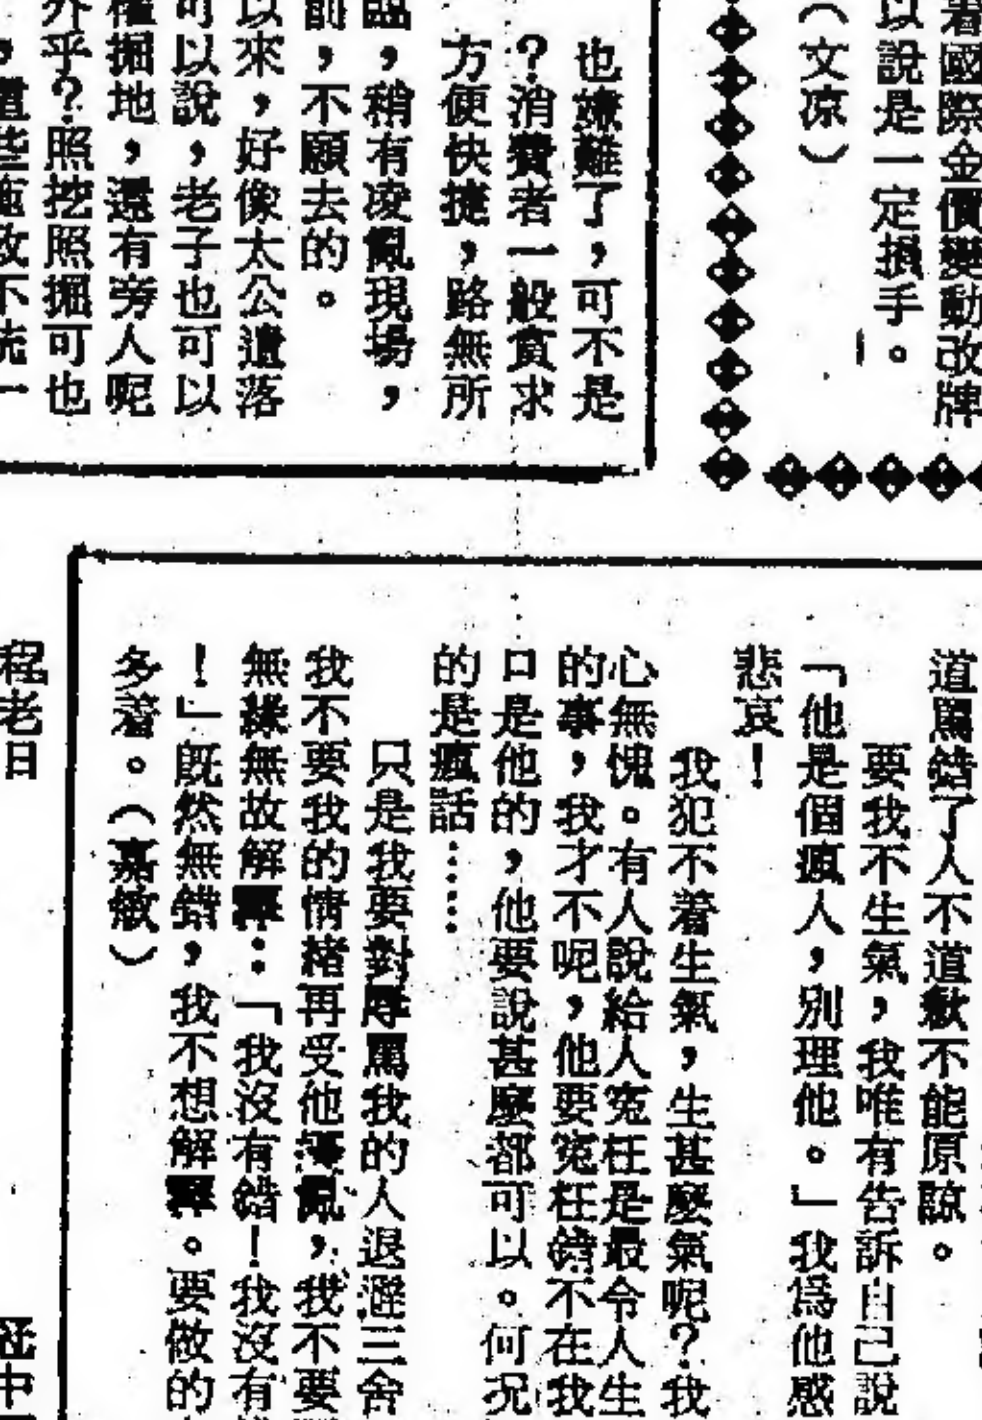 着國際金價變動改牌
以說是一定損手。
（文凉）
也嫌難了，可不是
？消費者一般貪求
方便快捷，路無所
臨，稍有凌亂現場，
前，不願去的。
以來，好像太公遺落
可以說，老子也可以
權掘地，還有旁人呢
外乎？照挖照掘可也
道罵錯了人不道歉不能原諒。
要我不生氣，我唯有告訴自己說
「他是個瘋人，別理他。」我爲他感
悲哀！
我犯不着生氣，生甚麼氣呢？我
心無愧。有人說給人寃枉是最令人生
的事，我才不呢，他要寃枉錯不在我
口是他的，他要說甚麼都可以。何況
的是瘋話……
只是我要對辱罵我的人退避三舍
我不要我的情緒再受他擾亂，我不要
無緣無故解釋：「我沒有錯！我沒有
！」既然無錯，我不想解釋。要做的
多着。（嘉敏）
程老日